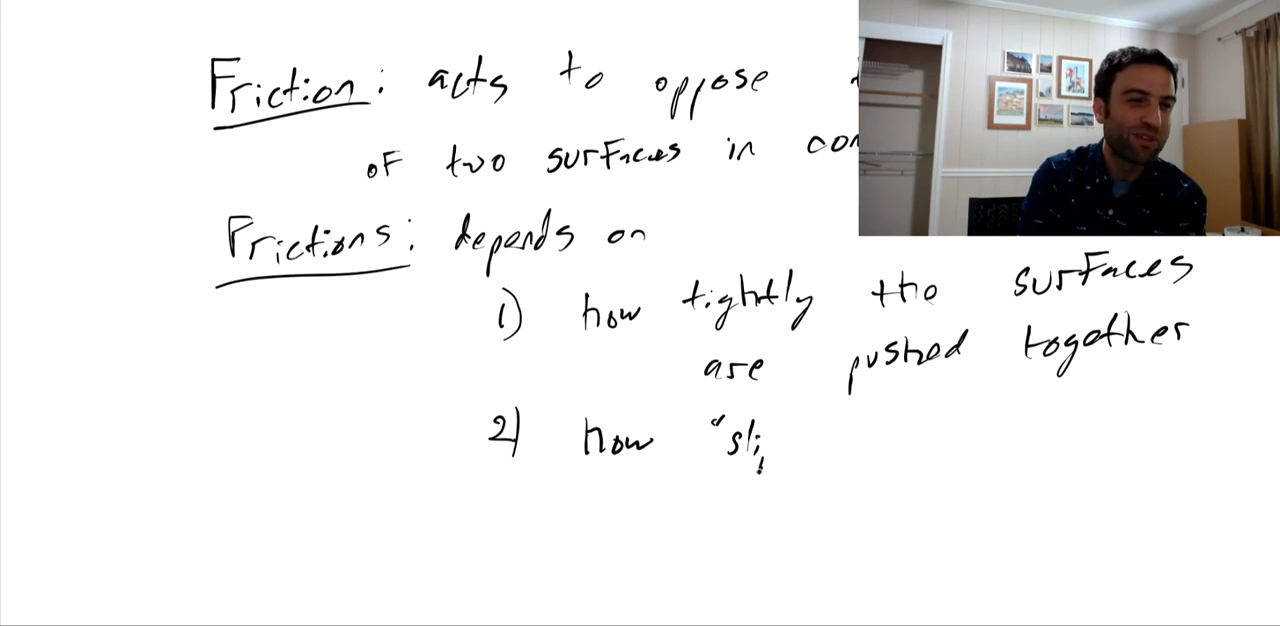 Friction: acts to oppose
of two surfaces in con
Frictions: depends on
1) how tightly the surfaces
are pushed together
2) how "sli